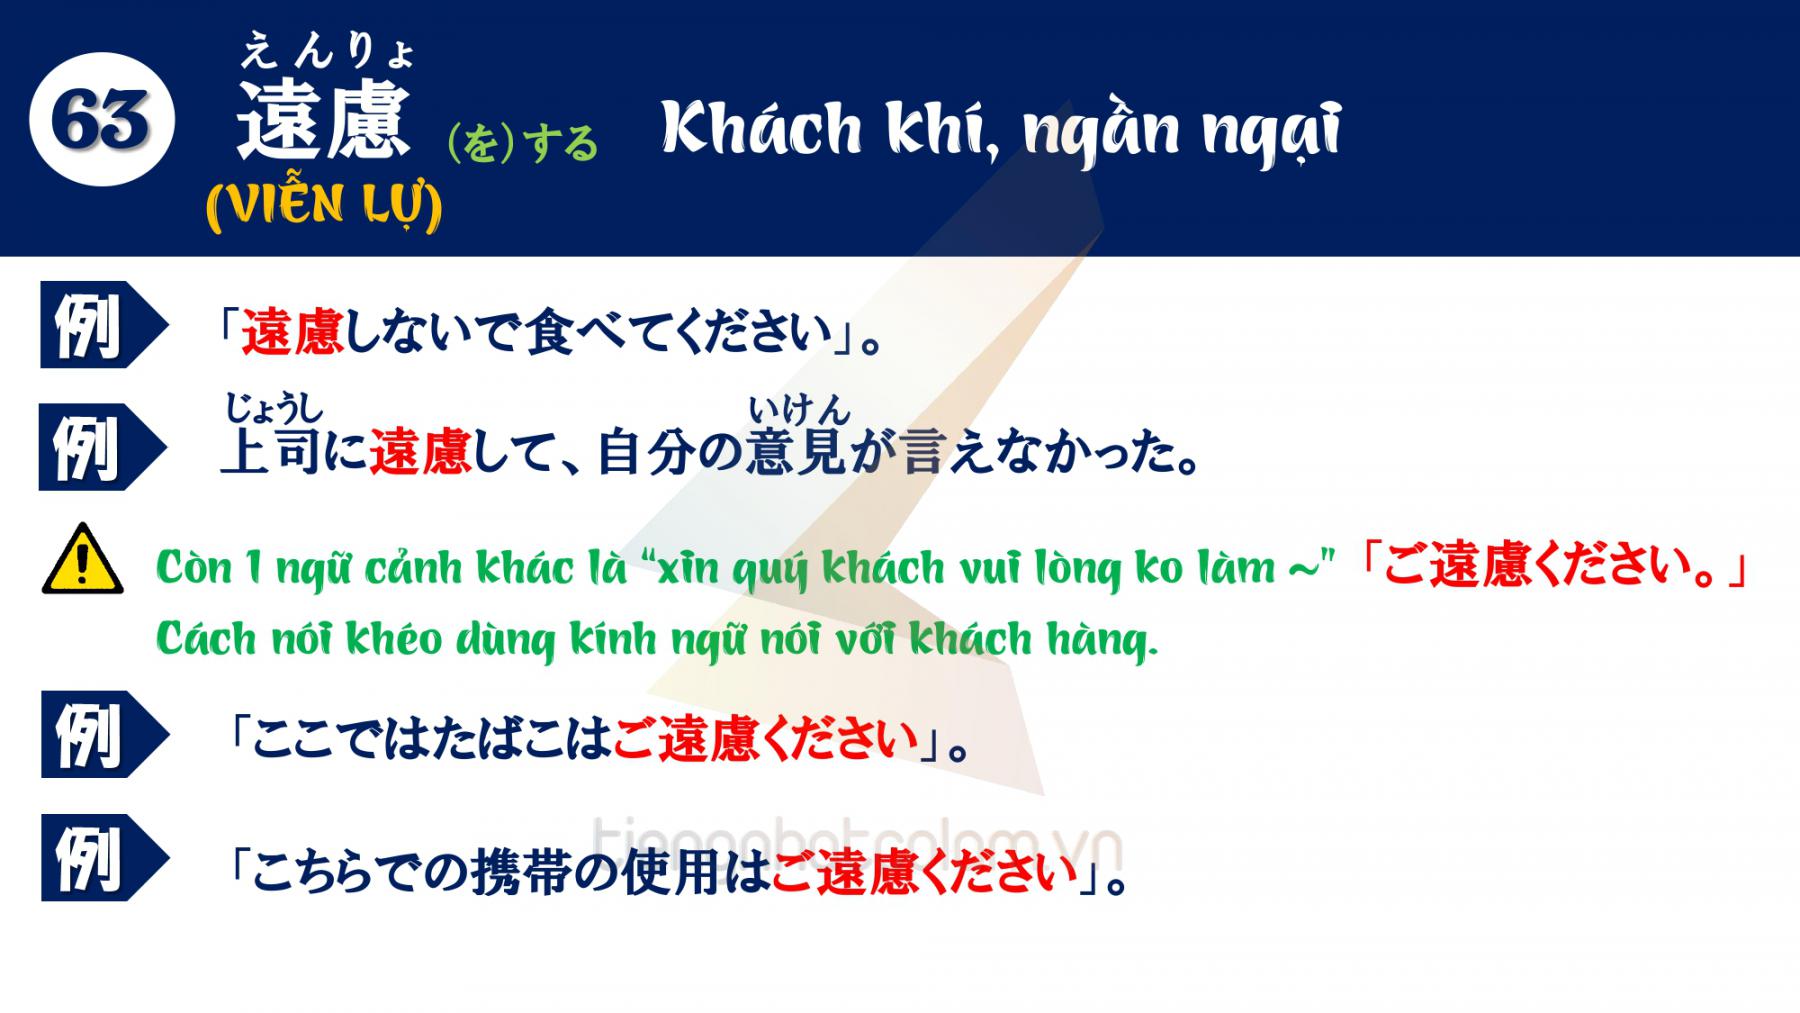 63
えんりょ
遠慮 (を)する Khách khí, ngần ngại
(VIỄN LỰ)
例 「遠慮しないで食べてください」。
じょうし いけん
例 上司に遠慮して、自分の意見が言えなかった。
Còn 1 ngữ cảnh khác là “xin quý khách vui lòng ko làm ~” 「ご遠慮ください。」
Cách nói khéo dùng kính ngữ nói với khách hàng.
例 「ここではたばこはご遠慮ください」。
tiengnhatcolam.vn
例 「こちらでの携帯の使用はご遠慮ください」。